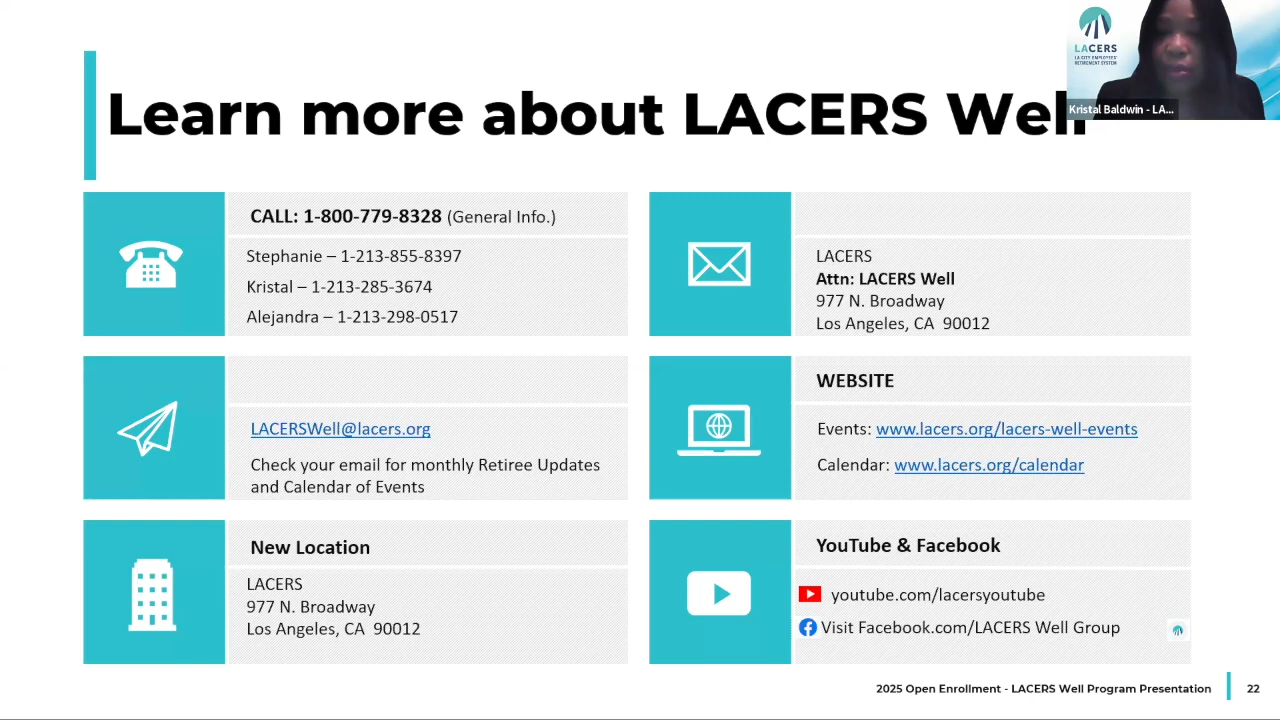 LACERS
LA CITY EMPLOYEES'
RETIREMENT SYSTEM
Kristal Baldwin - LA...
Learn more about LACERS Well
CALL: 1-800-779-8328 (General Info.)
Stephanie – 1-213-855-8397
Kristal – 1-213-285-3674
Alejandra – 1-213-298-0517
LACERS
Attn: LACERS Well
977 N. Broadway
Los Angeles, CA 90012
LACERSWell@lacers.org
Check your email for monthly Retiree Updates
and Calendar of Events
WEBSITE
Events: www.lacers.org/lacers-well-events
Calendar: www.lacers.org/calendar
New Location
LACERS
977 N. Broadway
Los Angeles, CA 90012
YouTube & Facebook
youtube.com/lacersyoutube
Visit Facebook.com/LACERS Well Group
2025 Open Enrollment - LACERS Well Program Presentation
22